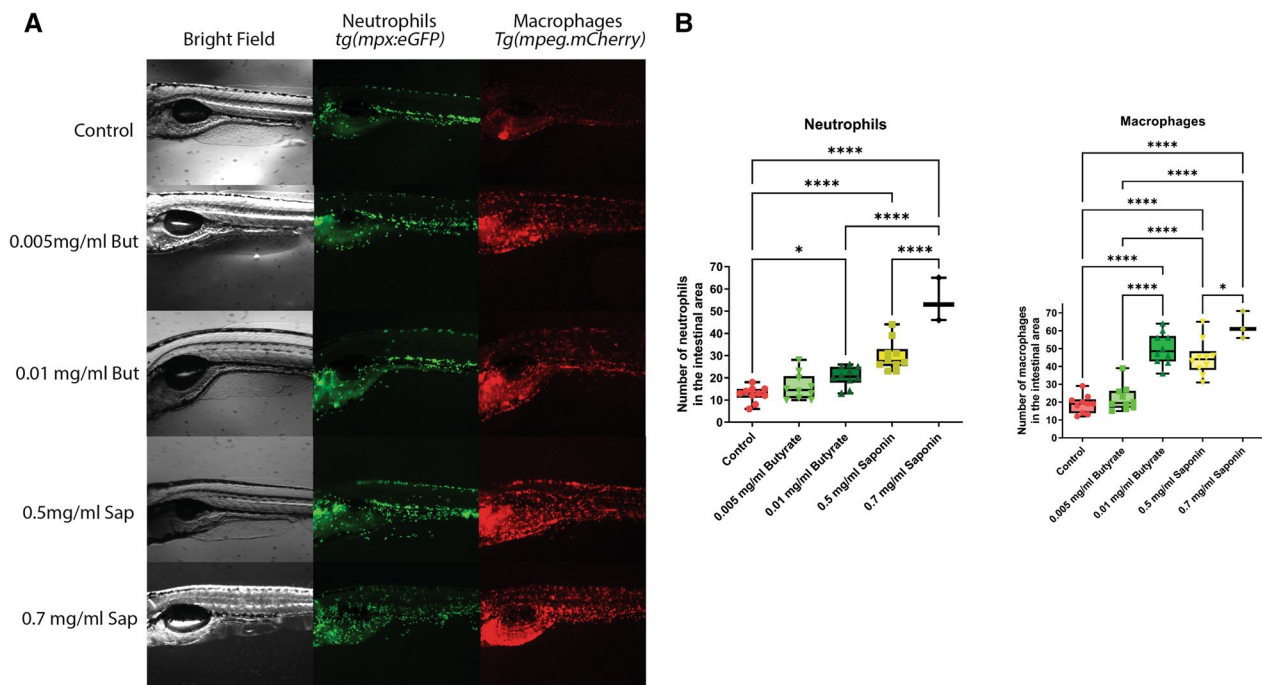 A
Bright Field
Neutrophils
tg(mpx:eGFP)
Macrophages
Tg(mpeg.mCherry)
Control
0.005mg/ml But
0.01 mg/ml But
0.5mg/ml Sap
0.7 mg/ml Sap
B
Neutrophils
****
****
****
*
****
Number of neutrophils
in the intestinal area
70
60
50
40
30
20
10
0
Control
0.005 mg/ml Butyrate
0.01 mg/ml Butyrate
0.5 mg/ml Saponin
0.7 mg/ml Saponin
Macrophages
****
****
****
****
****
****
*
Number of macrophages
in the intestinal area
70
60
50
40
30
20
10
0
Control
0.005 mg/ml Butyrate
0.01 mg/ml Butyrate
0.5 mg/ml Saponin
0.7 mg/ml Saponin